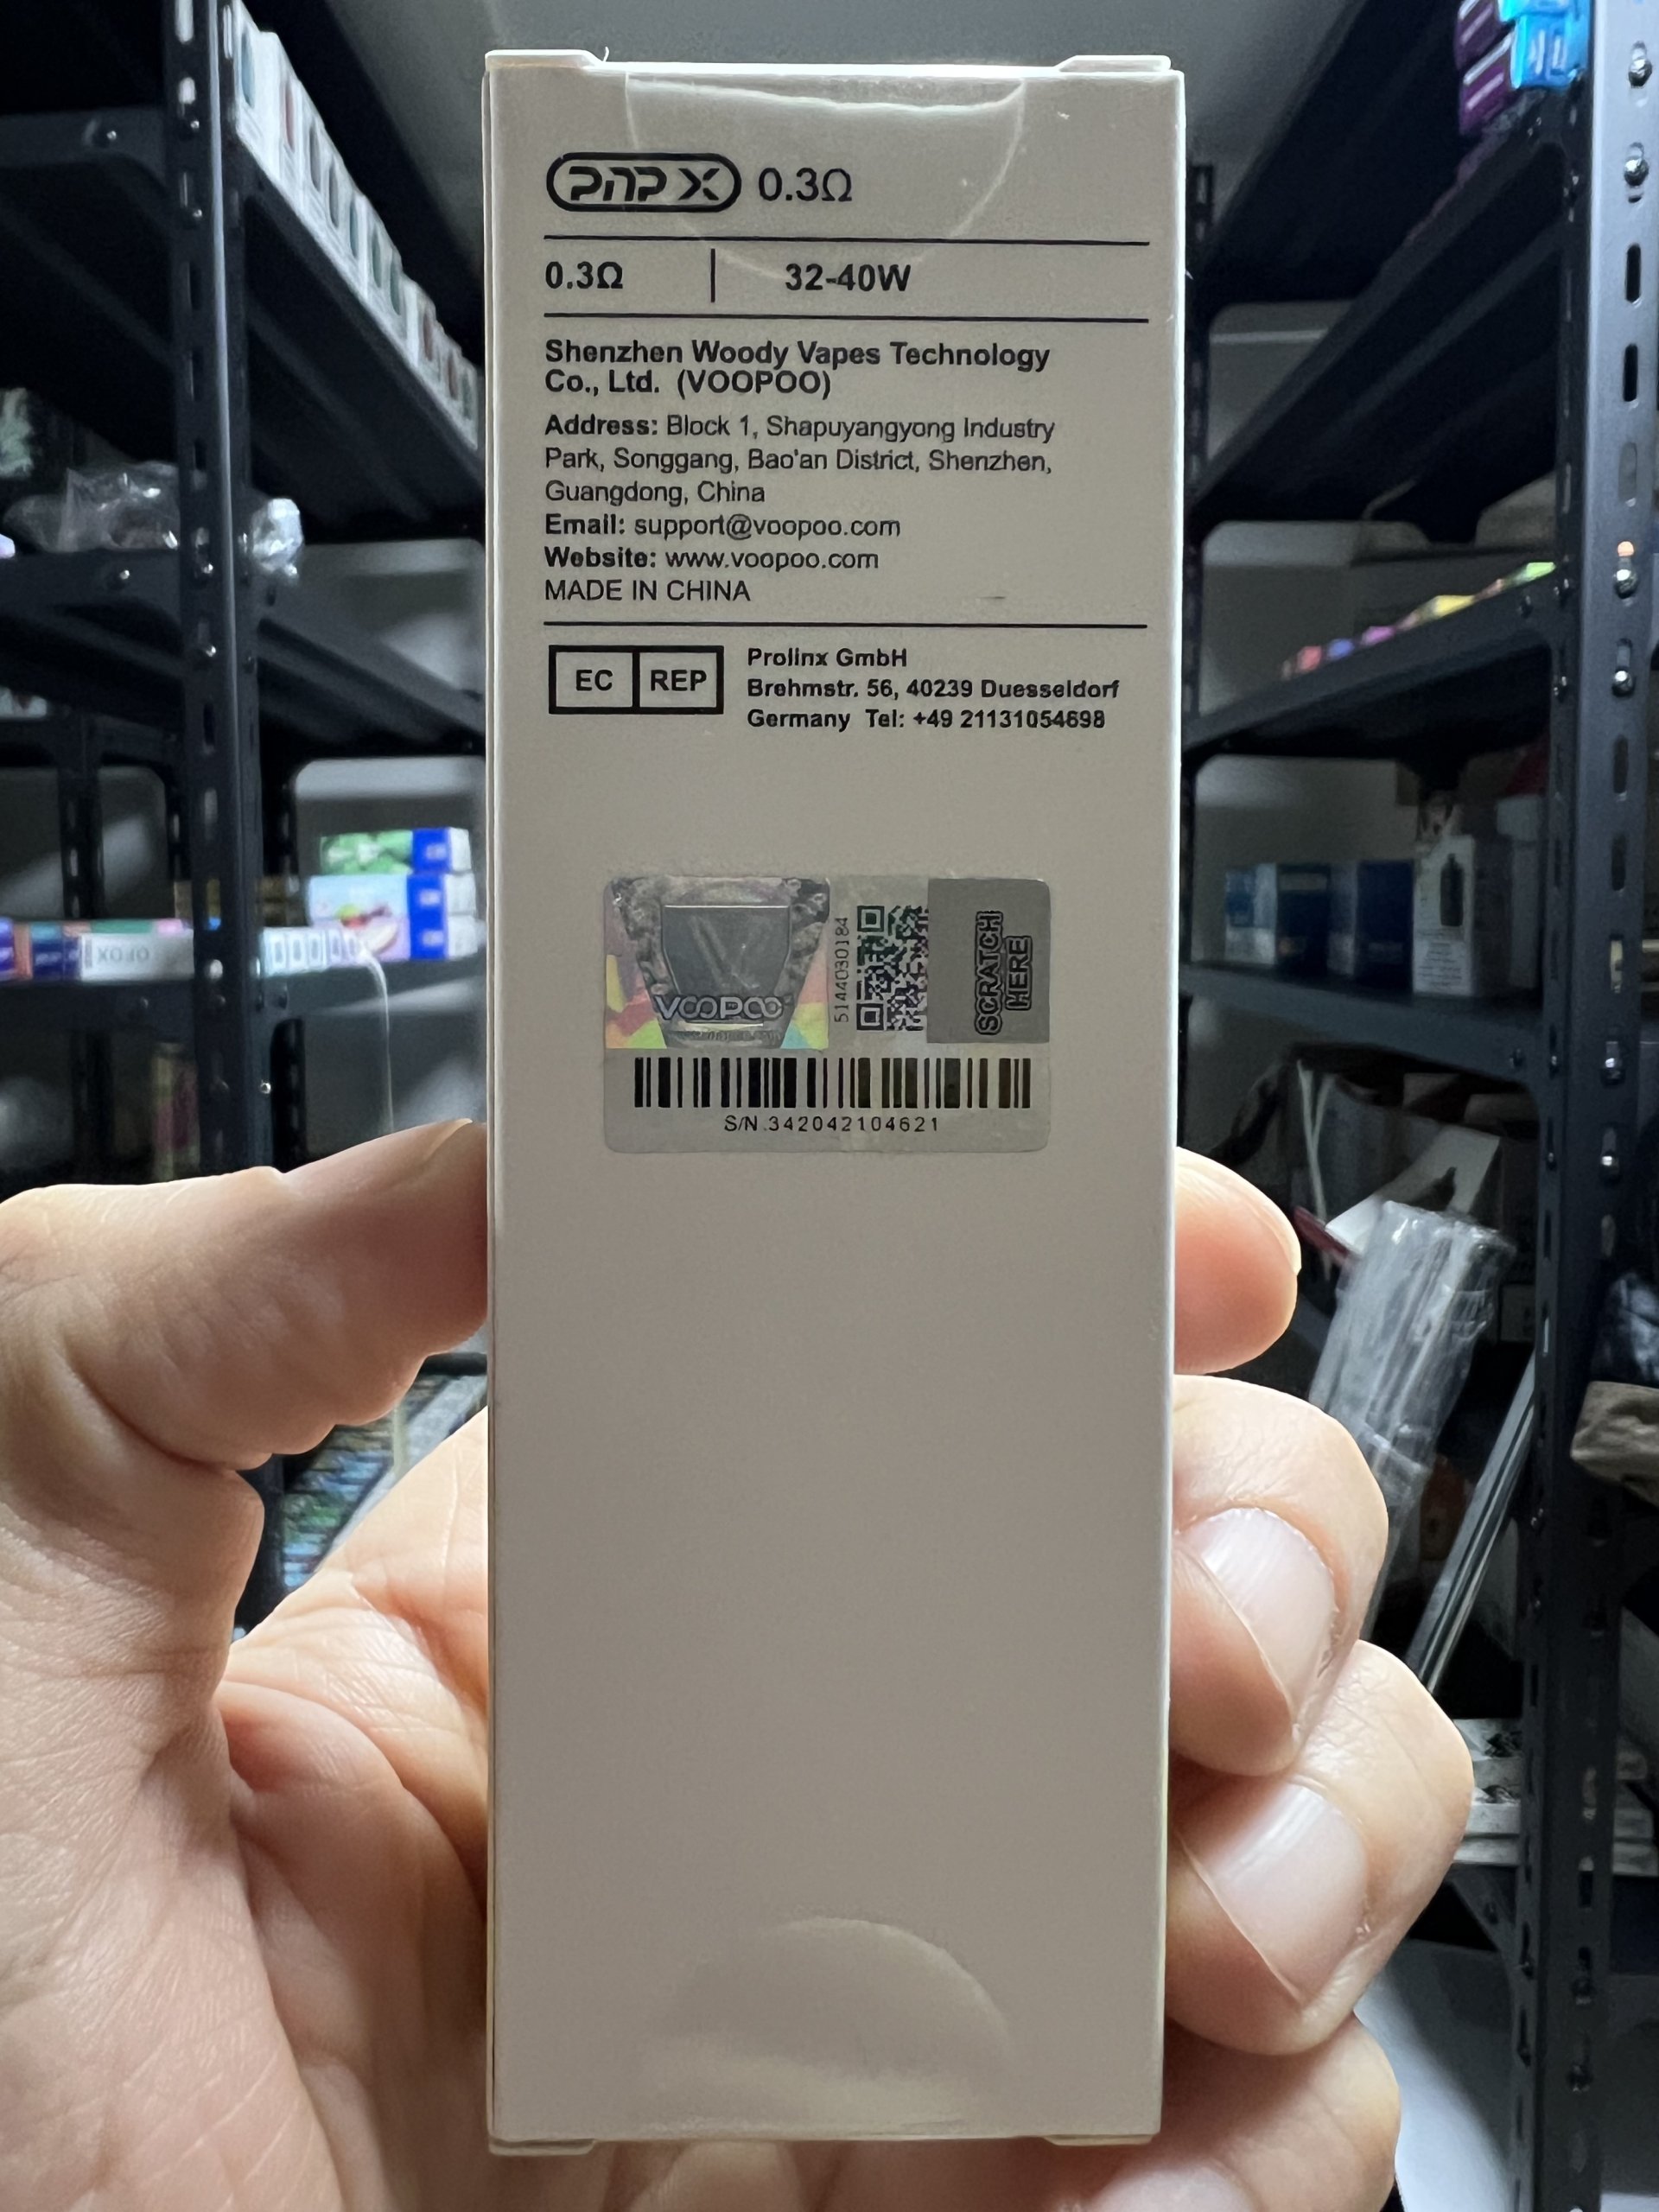 PNP X 0.3Ω
0.3Ω | 32-40W
Shenzhen Woody Vapes Technology
Co., Ltd. (VOOPOO)
Address: Block 1, Shapuyangyong Industry
Park, Songgang, Bao'an District, Shenzhen,
Guangdong, China
Email: support@voopoo.com
Website: www.voopoo.com
MADE IN CHINA
EC REP
Prolinx GmbH
Brehmstr. 56, 40239 Duesseldorf
Germany Tel: +49 21131054698
VOOPOO
5144030184
SCRATCH
HERE
S/N.342042104621
OFOX